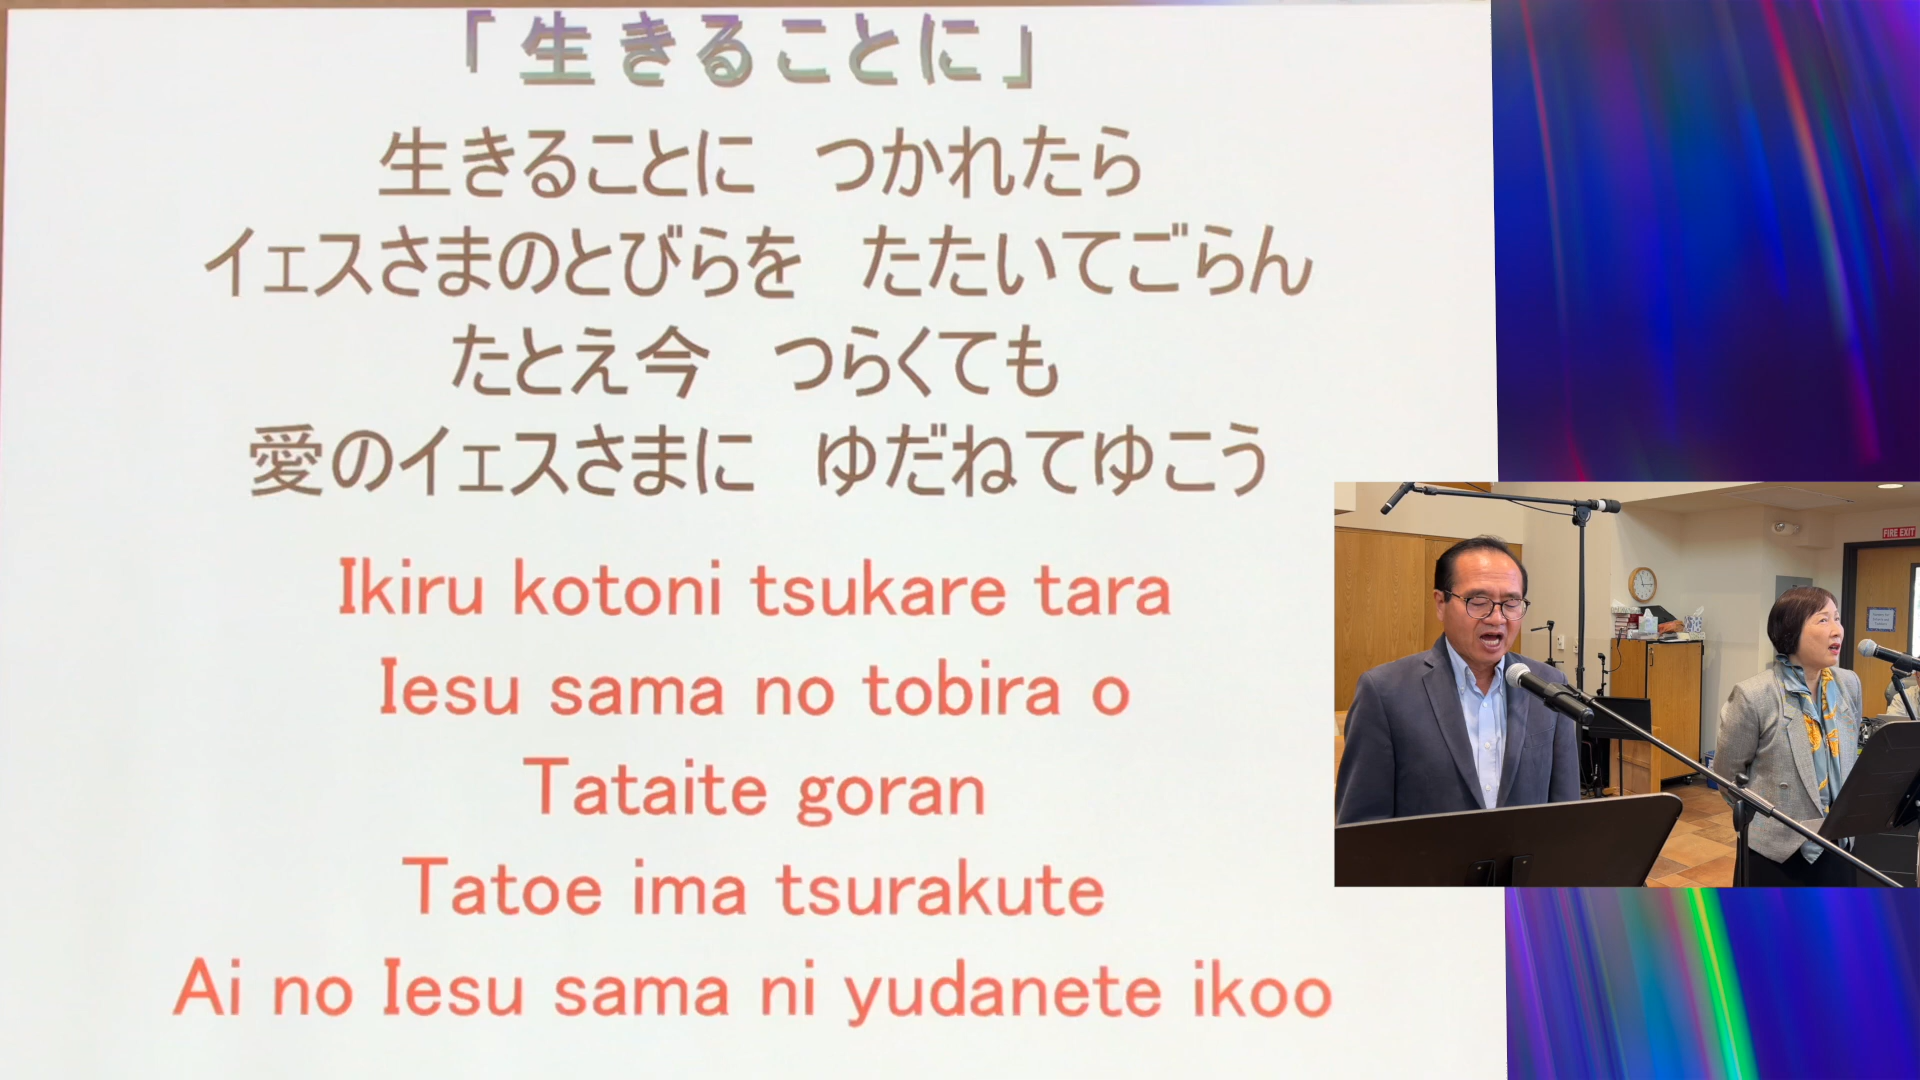 「生きることに」
生きることに　つかれたら
イエスさまのとびらを　たたいてごらん
たとえ今　つらくても
愛のイエスさまに　ゆだねてゆこう
Ikiru kotoni tsukare tara
Iesu sama no tobira o
Tataite goran
Tatoe ima tsurakute
Ai no Iesu sama ni yudanete ikoo
FIRE EXIT